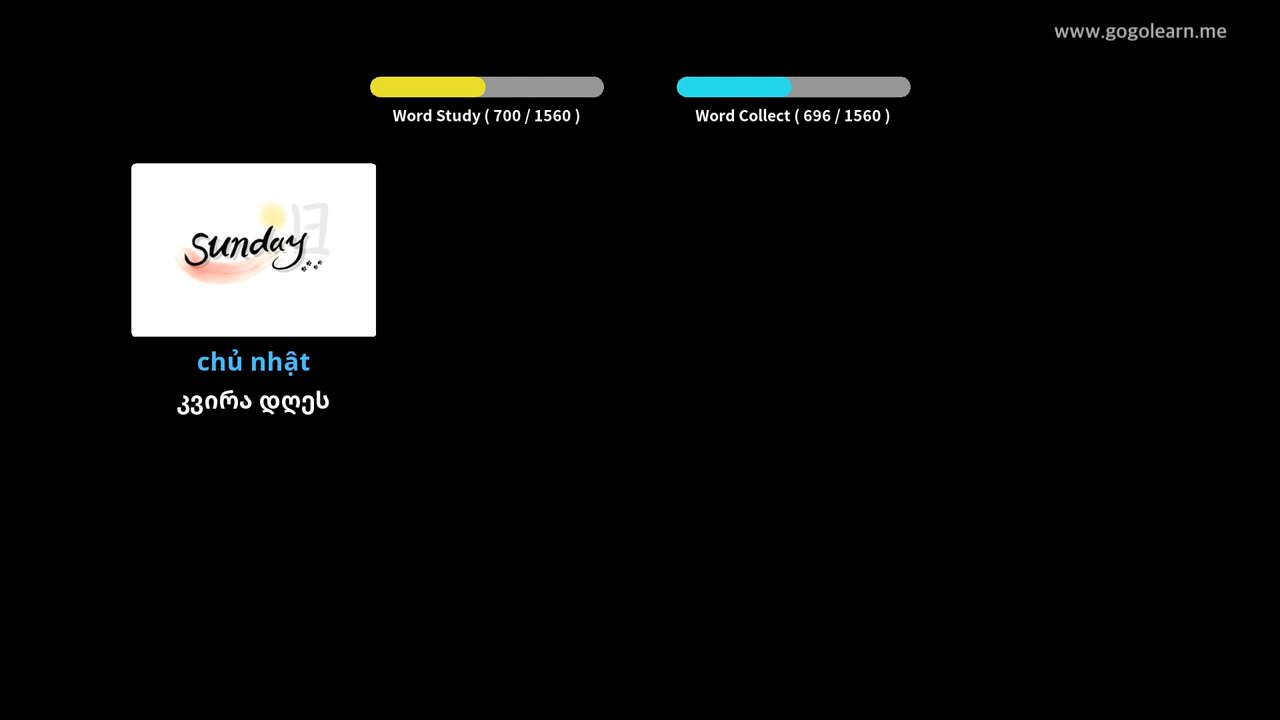 www.gogolearn.me
Word Study ( 700 / 1560 )
Word Collect ( 696 / 1560 )
Sunday
chủ nhật
კვირა დღეს